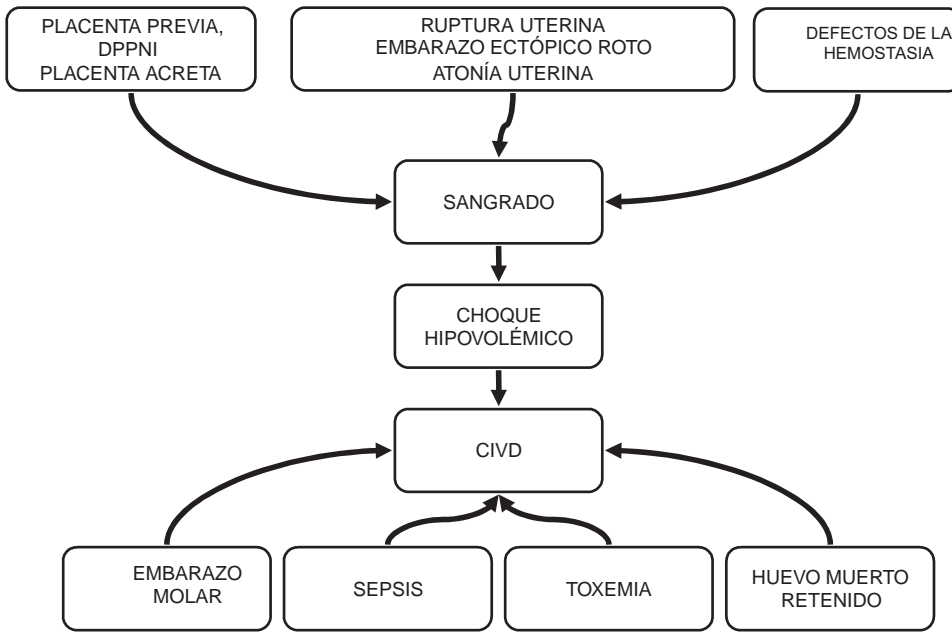 PLACENTA PREVIA,
DPPNI
PLACENTA ACRETA
RUPTURA UTERINA
EMBARAZO ECTÓPICO ROTO
ATONÍA UTERINA
DEFECTOS DE LA
HEMOSTASIA
SANGRADO
CHOQUE
HIPOVOLÉMICO
CIVD
EMBARAZO
MOLAR
SEPSIS
TOXEMIA
HUEVO MUERTO
RETENIDO